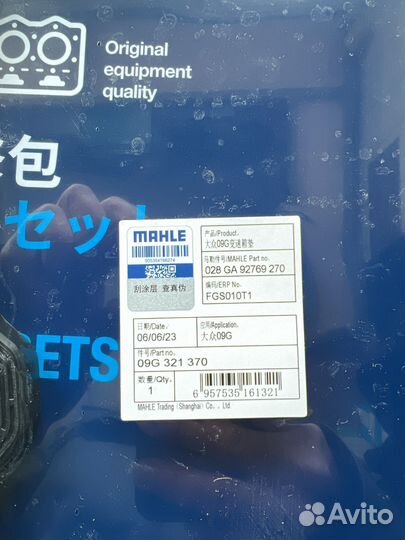 Original
equipment
quality
包
セット
SETS
MAHLE
刮涂层 查真伪
产品/Product.
大众09G变速箱垫
马勒件号/MAHLE Part no.
028 GA 92769 270
编码/ERP No.
FGS010T1
日期/Date.
06/06/23
应用/Application.
大众09G
件号/Part no.
09G 321 370
数量/Qty.
1
6 957535 161321
MAHLE Trading (Shanghai) Co., Ltd
Avito